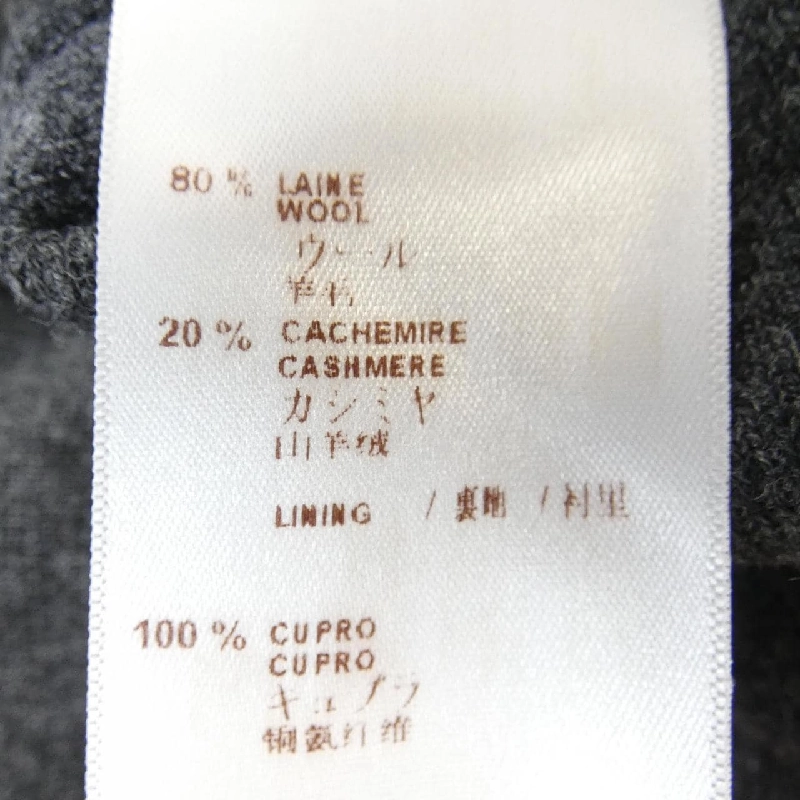 80 % LAINE
WOOL
ウール
羊毛
20 % CACHEMIRE
CASHMERE
カシミヤ
山羊绒
LINING / 裏地 / 衬里
100 % CUPRO
CUPRO
キュプラ
铜氨纤维